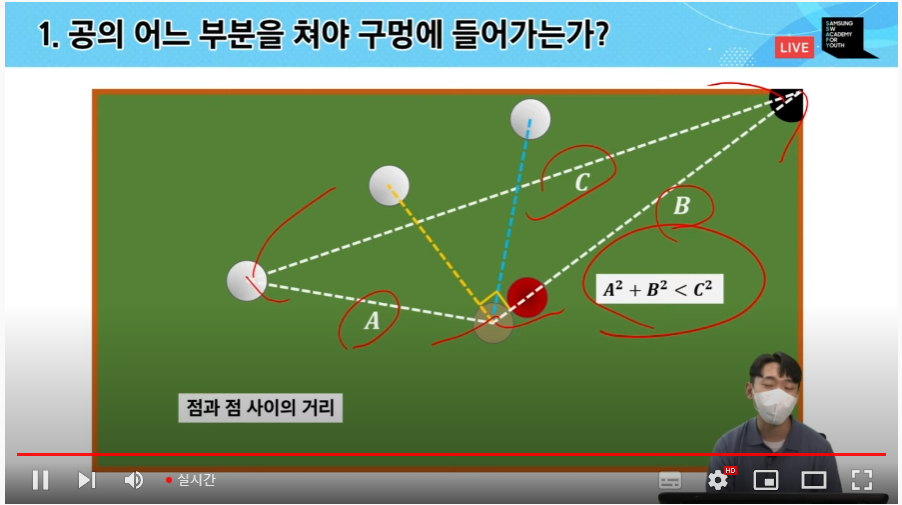 1. 공의 어느 부분을 쳐야 구멍에 들어가는가?
LIVE
SAMSUNG
SW
ACADEMY
FOR
YOUTH
C
B
A² + B² < C²
A
점과 점 사이의 거리
실시간
HD